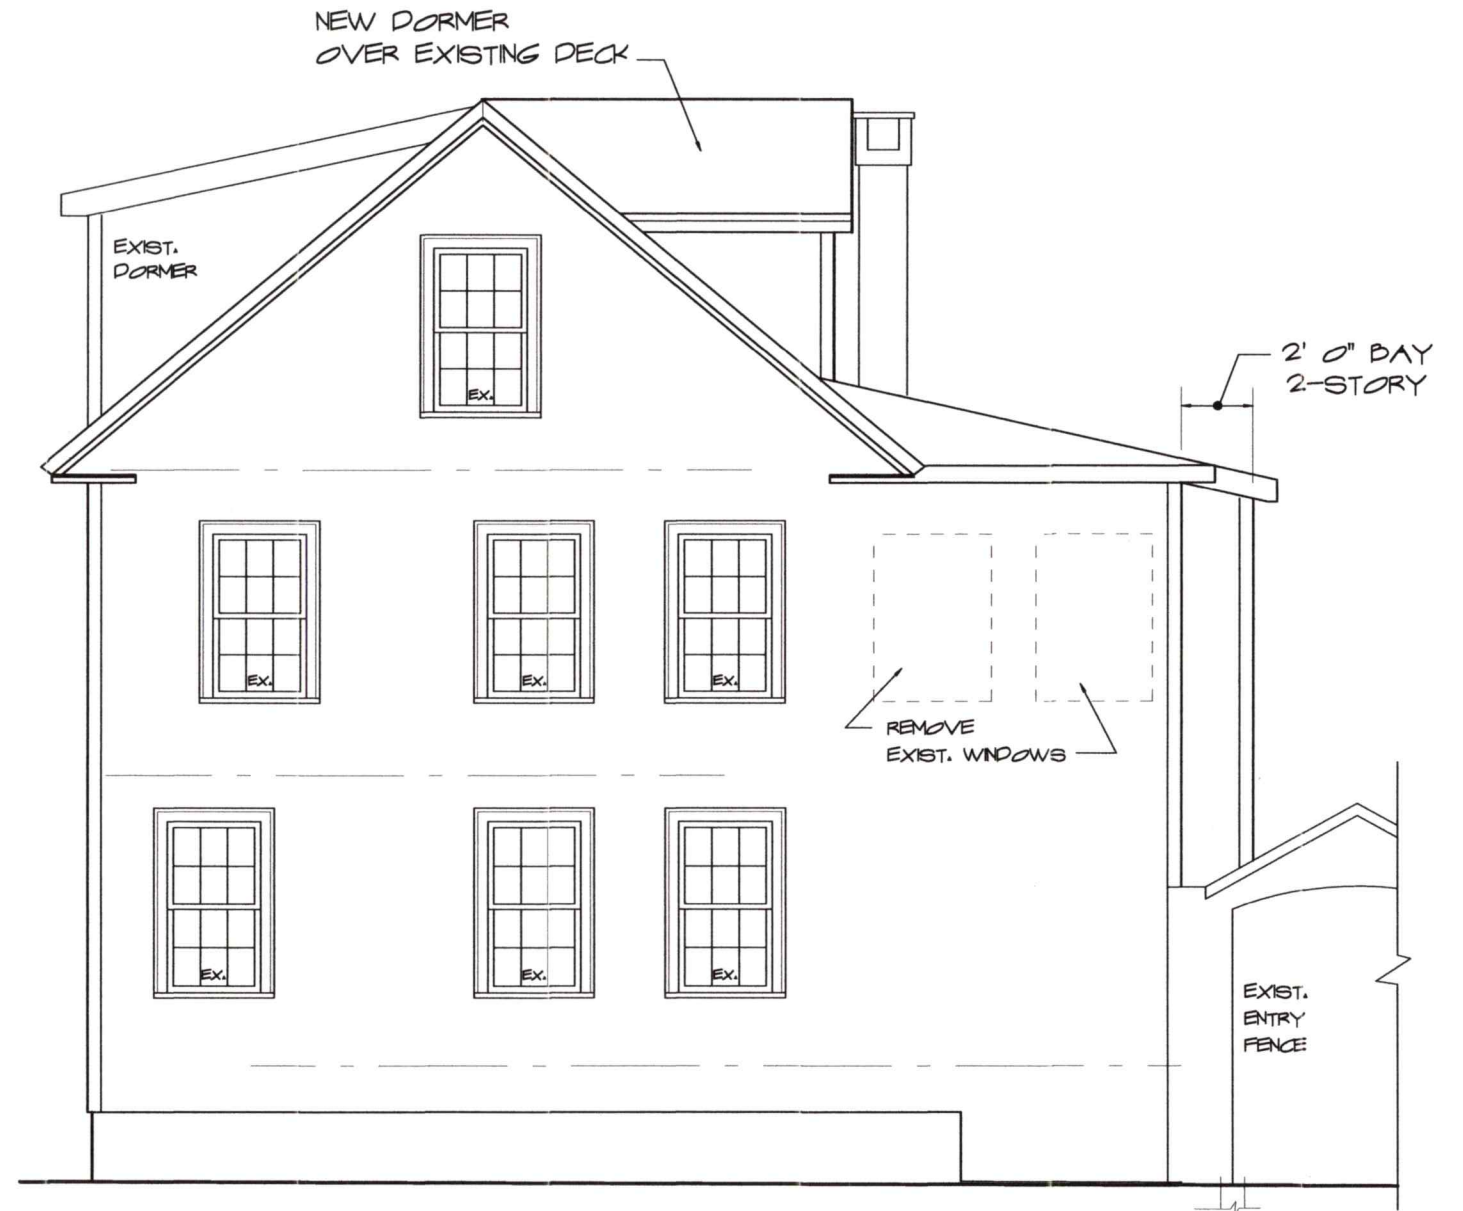 NEW DORMER
OVER EXISTING DECK
EXIST.
DORMER
2' 0" BAY
2-STORY
EX.
EX.
EX.
EX.
REMOVE
EXIST. WINDOWS
EX.
EX.
EX.
EXIST.
ENTRY
FENCE